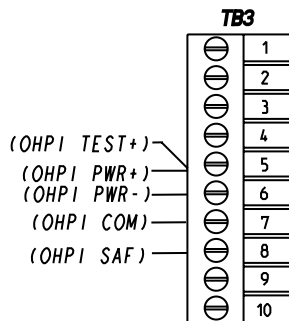 TB3
1
2
3
(OHPI TEST+) 4
(OHPI PWR+) 5
(OHPI PWR-) 6
(OHPI COM) 7
(OHPI SAF) 8
9
10